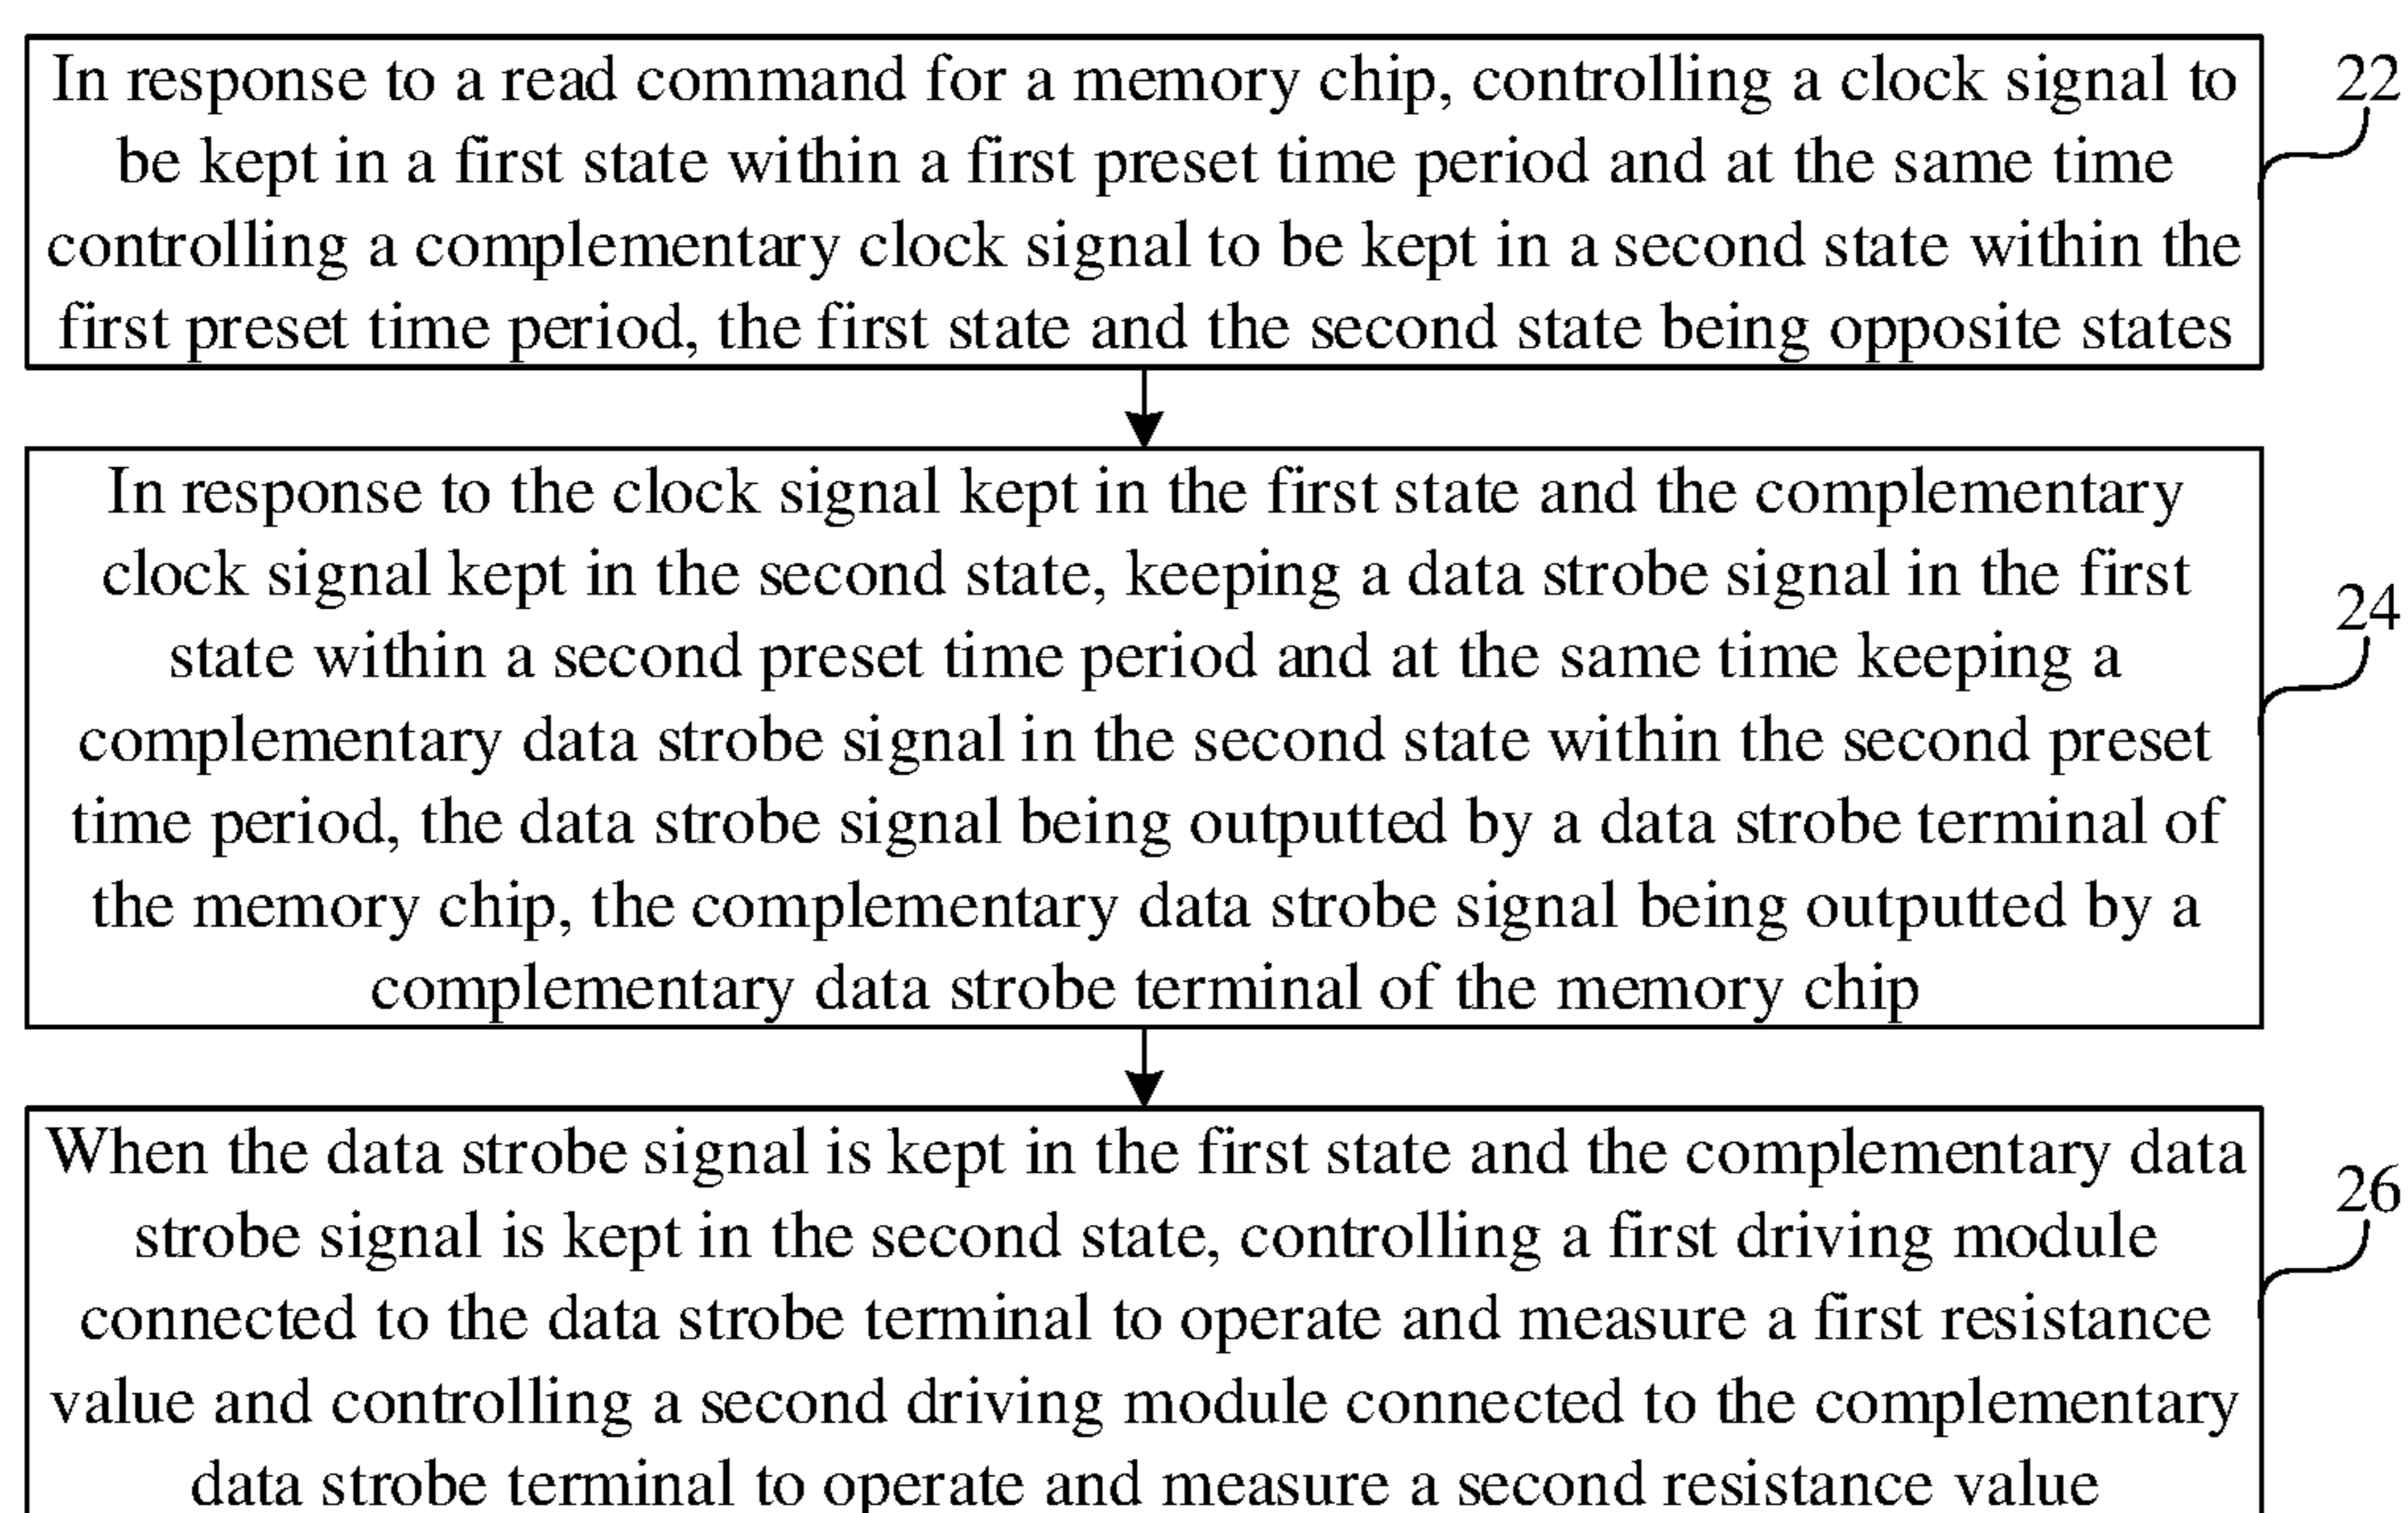 In response to a read command for a memory chip, controlling a clock signal to
be kept in a first state within a first preset time period and at the same time
controlling a complementary clock signal to be kept in a second state within the
first preset time period, the first state and the second state being opposite states
22
In response to the clock signal kept in the first state and the complementary
clock signal kept in the second state, keeping a data strobe signal in the first
state within a second preset time period and at the same time keeping a
complementary data strobe signal in the second state within the second preset
time period, the data strobe signal being outputted by a data strobe terminal of
the memory chip, the complementary data strobe signal being outputted by a
complementary data strobe terminal of the memory chip
24
When the data strobe signal is kept in the first state and the complementary data
strobe signal is kept in the second state, controlling a first driving module
connected to the data strobe terminal to operate and measure a first resistance
value and controlling a second driving module connected to the complementary
data strobe terminal to operate and measure a second resistance value
26